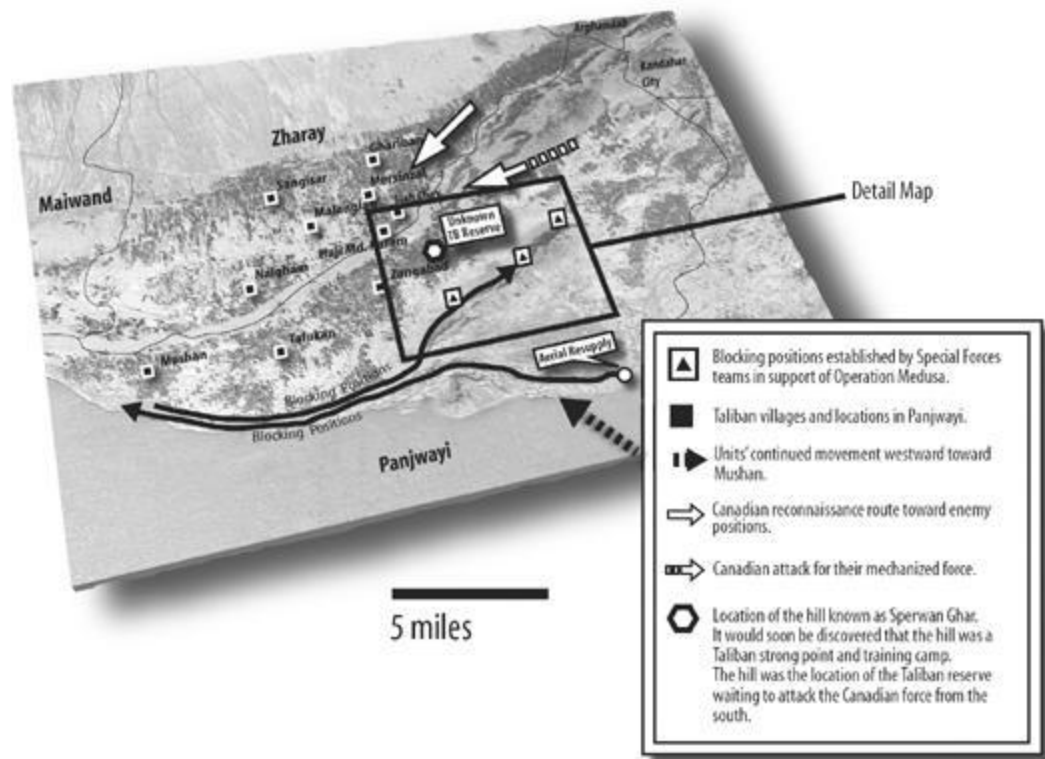 Arghandab
Kandahar
City
Zharay
Ghariban
Maiwand
Sangisar
Detail Map
Unknown
TB Reserve
Haji Md.
Nalgham
Zangabad
Talukan
Mushan
Aerial Resupply
Blocking Positions
Blocking Positions
Panjwayi
5 miles
Blocking positions established by Special Forces
teams in support of Operation Medusa.
Taliban villages and locations in Panjwayi.
Units’ continued movement westward toward
Mushan.
Canadian reconnaissance route toward enemy
positions.
Canadian attack for their mechanized force.
Location of the hill known as Sperwan Ghar.
It would soon be discovered that the hill was a
Taliban strong point and training camp.
The hill was the location of the Taliban reserve
waiting to attack the Canadian force from the
south.